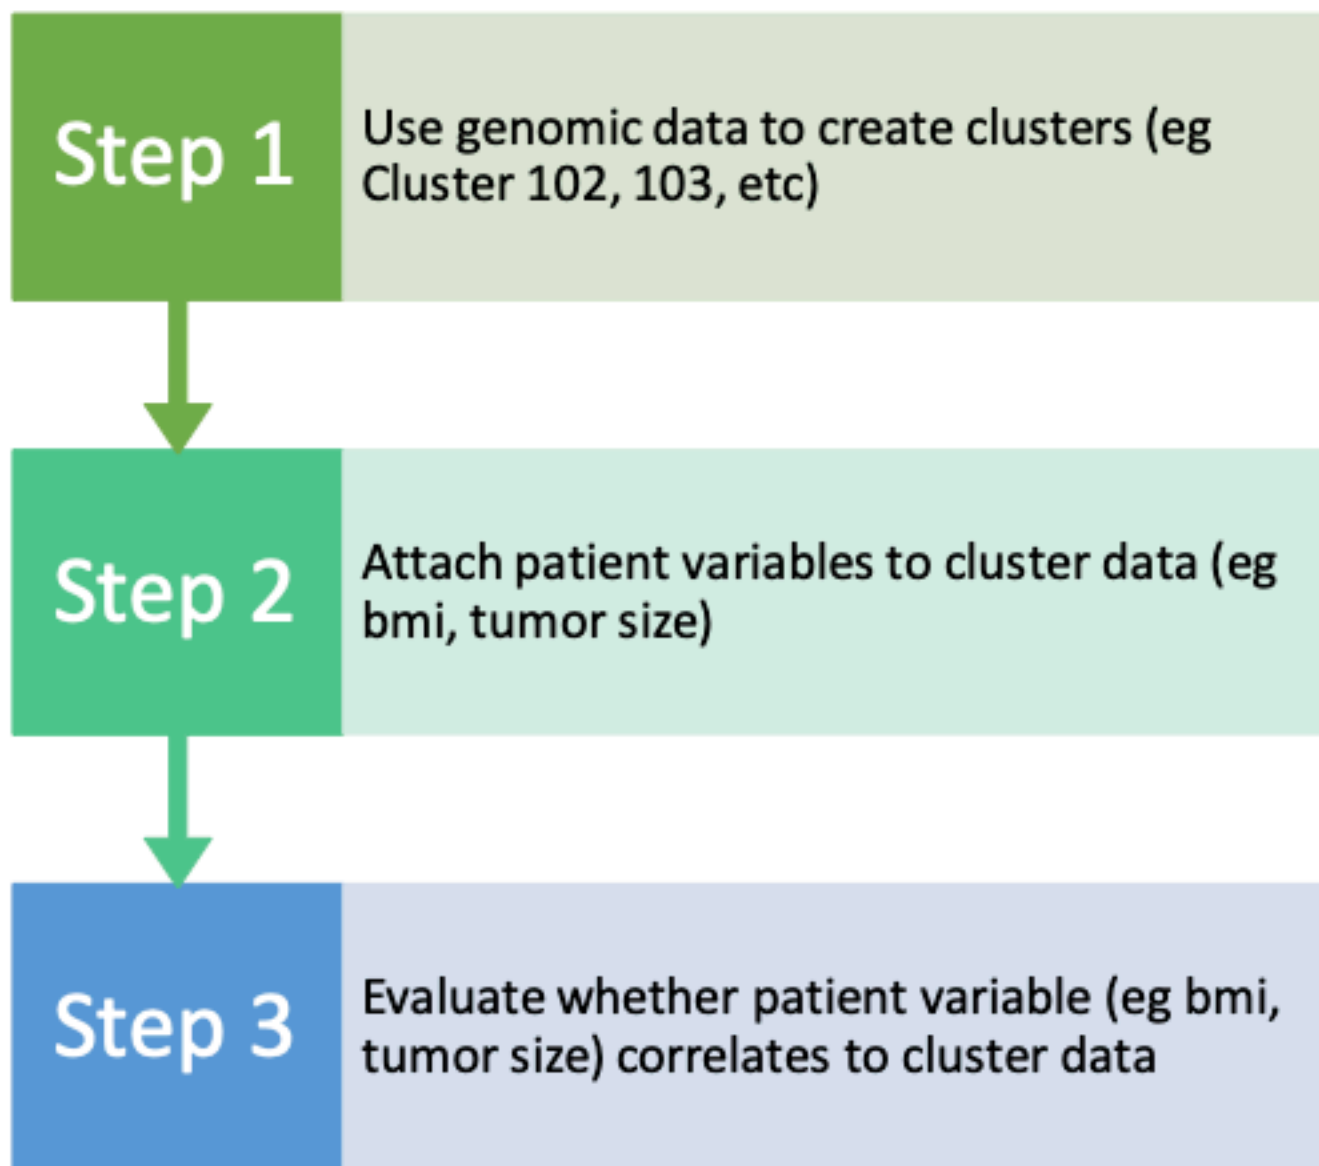 Step 1
Use genomic data to create clusters (eg
Cluster 102, 103, etc)
Step 2
Attach patient variables to cluster data (eg
bmi, tumor size)
Step 3
Evaluate whether patient variable (eg bmi,
tumor size) correlates to cluster data